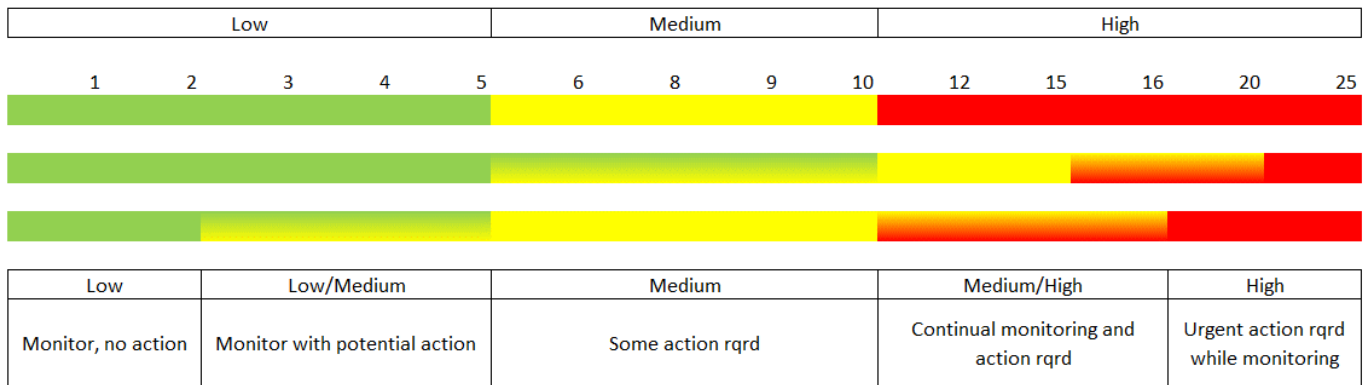 Low Medium High
1 2 3 4 5 6 8 9 10 12 15 16 20 25
Low Low/Medium Medium Medium/High High
Monitor, no action Monitor with potential action Some action rqrd Continual monitoring and action rqrd Urgent action rqrd while monitoring